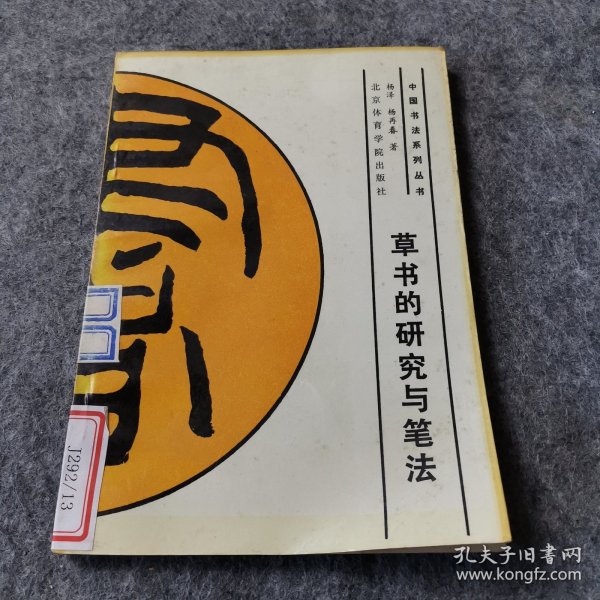 中国书法系列丛书
杨泽 杨再春 著
北京体育学院出版社
草书的研究与笔法
J292/13
孔夫子旧书网
www.kongfz.com